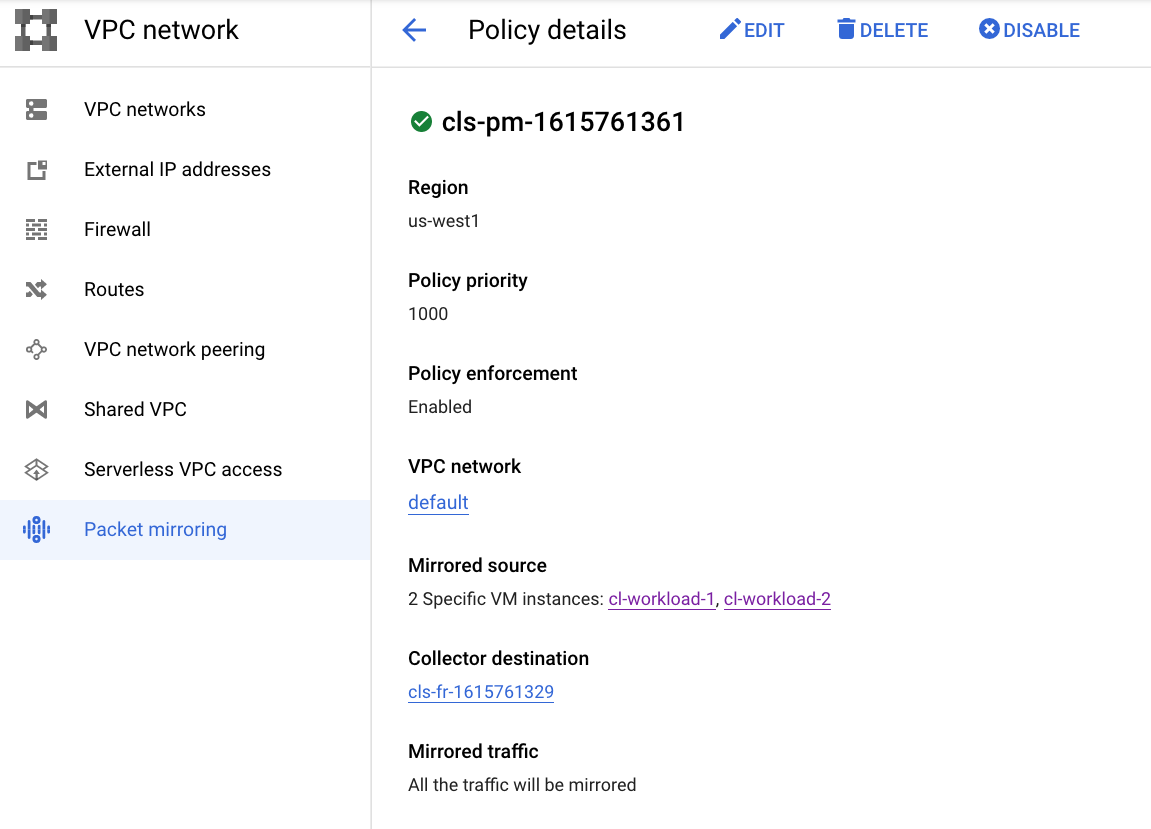 VPC network
Policy details
EDIT
DELETE
DISABLE
VPC networks
External IP addresses
Firewall
Routes
VPC network peering
Shared VPC
Serverless VPC access
Packet mirroring
cls-pm-1615761361
Region
us-west1
Policy priority
1000
Policy enforcement
Enabled
VPC network
default
Mirrored source
2 Specific VM instances: cl-workload-1, cl-workload-2
Collector destination
cls-fr-1615761329
Mirrored traffic
All the traffic will be mirrored